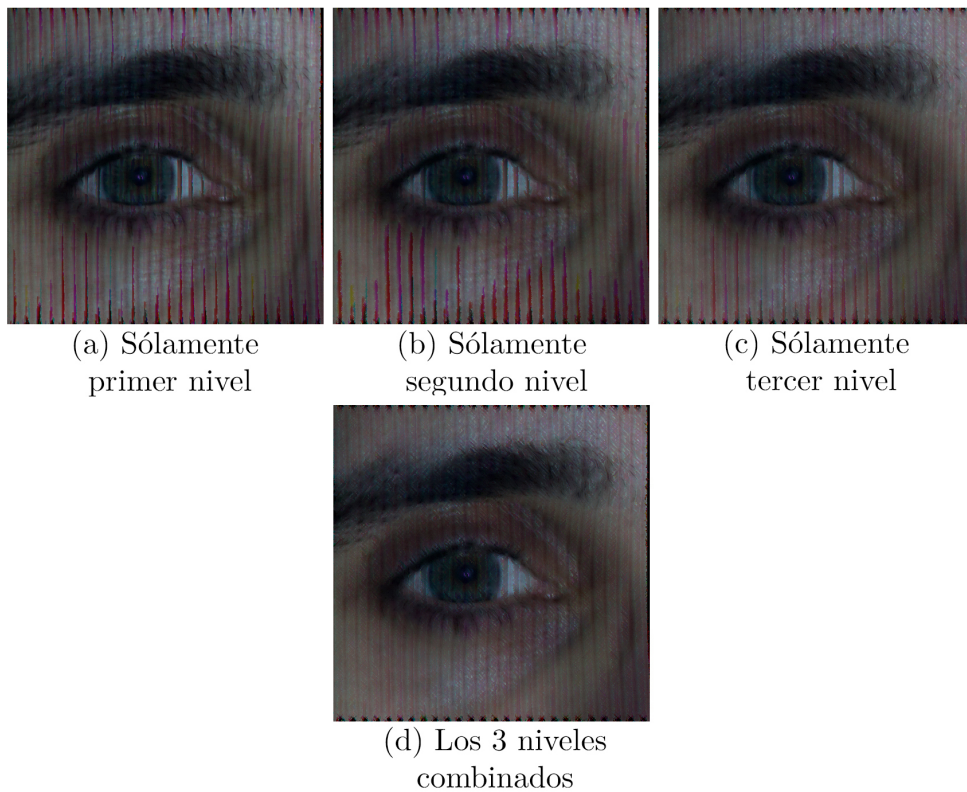 (a) Sólamente
primer nivel
(b) Sólamente
segundo nivel
(c) Sólamente
tercer nivel
(d) Los 3 niveles
combinados